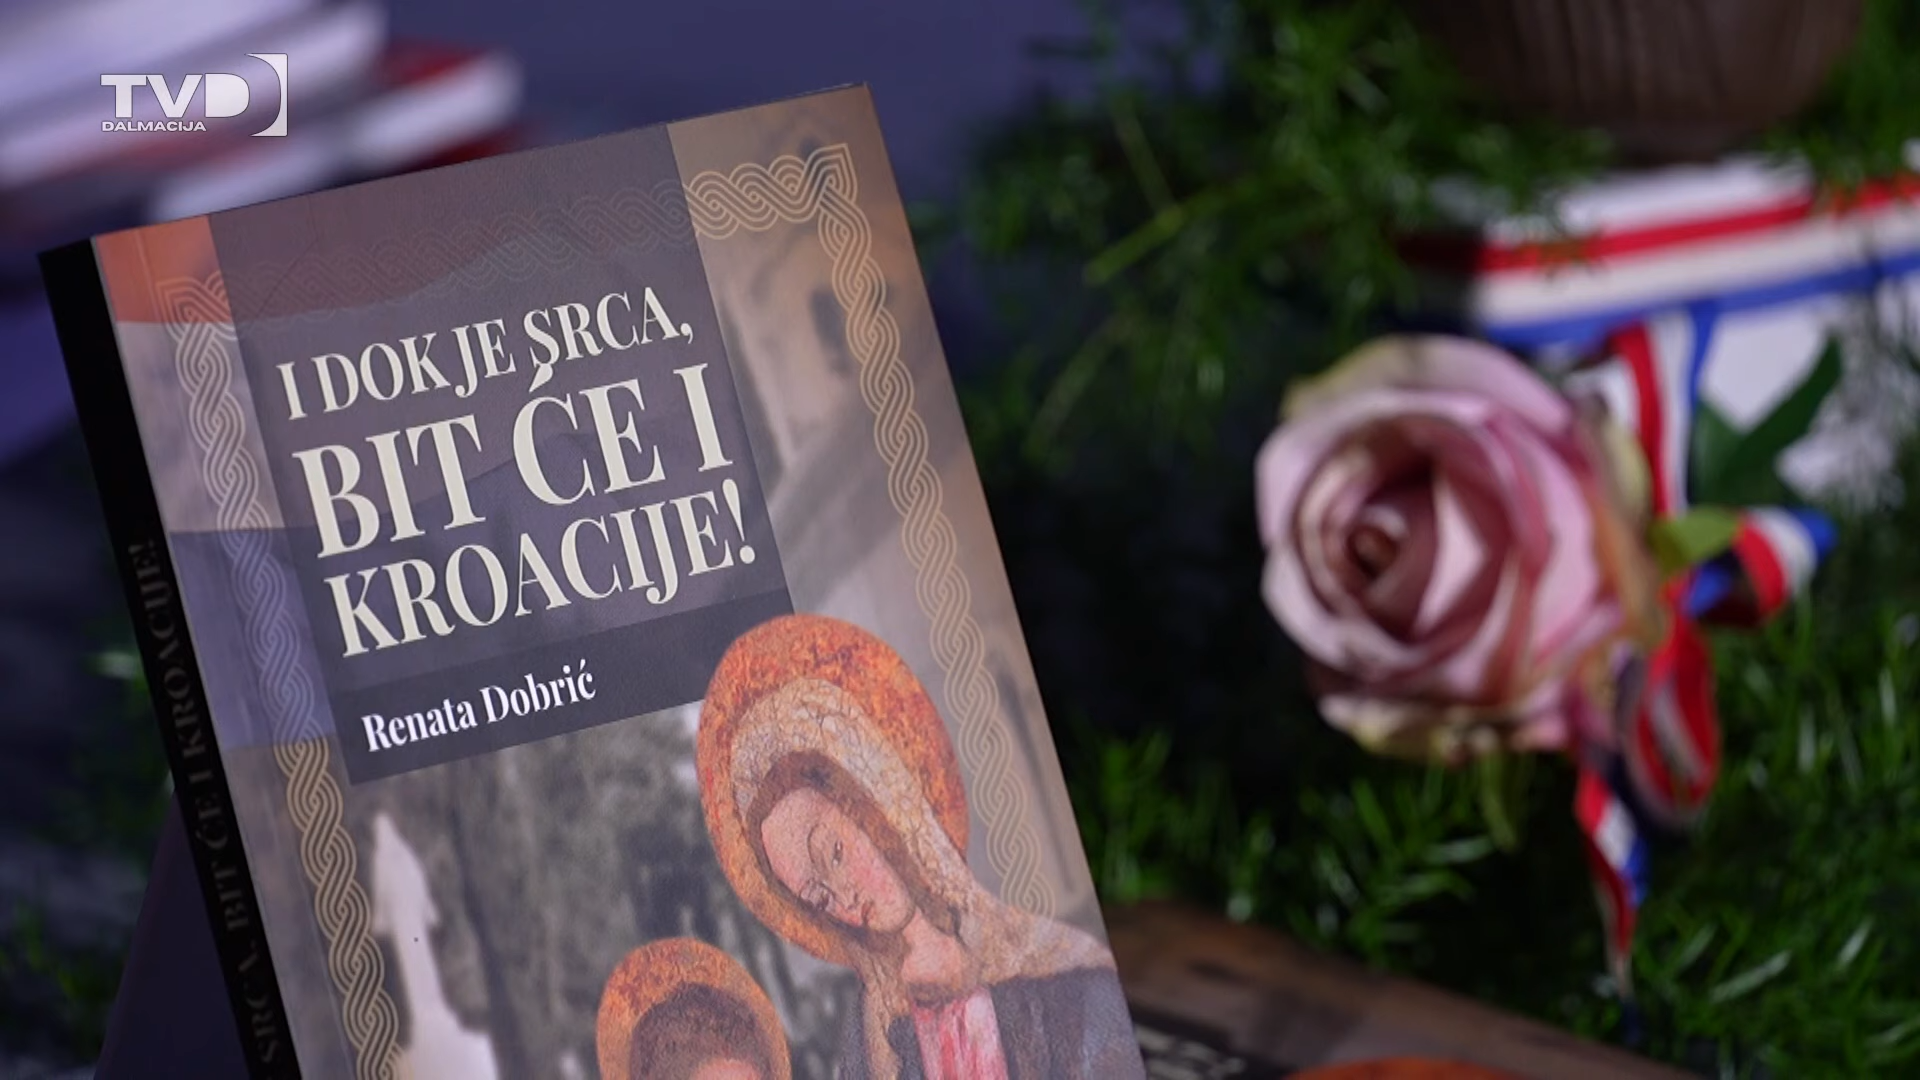 TVD
DALMACIJA
I DOK JE SRCA,
BIT ĆE I
KROACIJE!
Renata Dobrić
SRCA, BIT ĆE I KROACIJE!